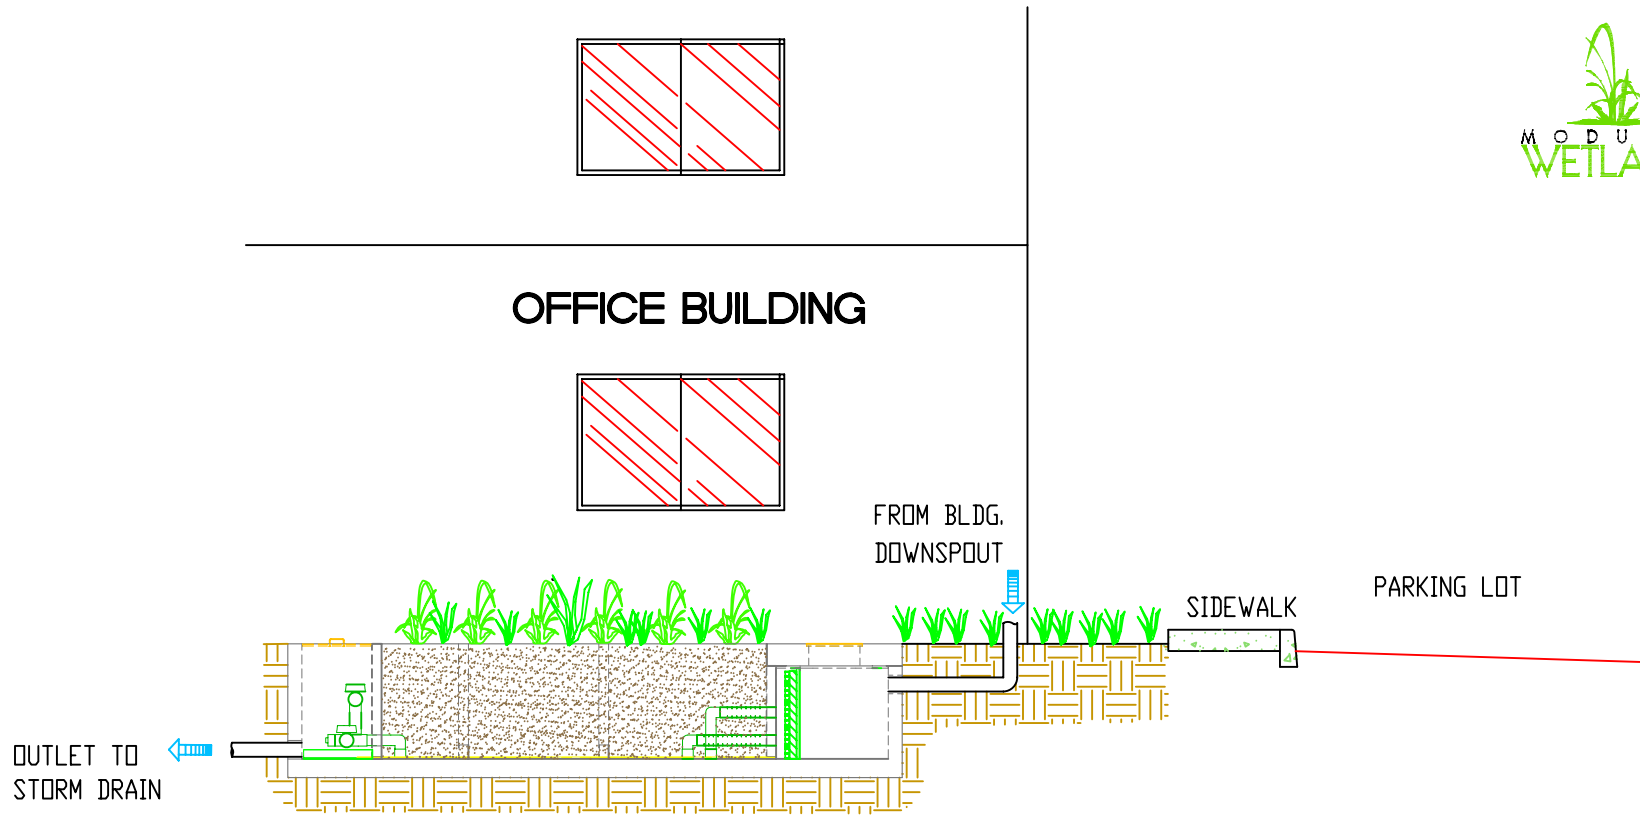 M O D U
WETLA
OFFICE BUILDING
FROM BLDG.
DOWNSPOUT
PARKING LOT
SIDEWALK
OUTLET TO
STORM DRAIN